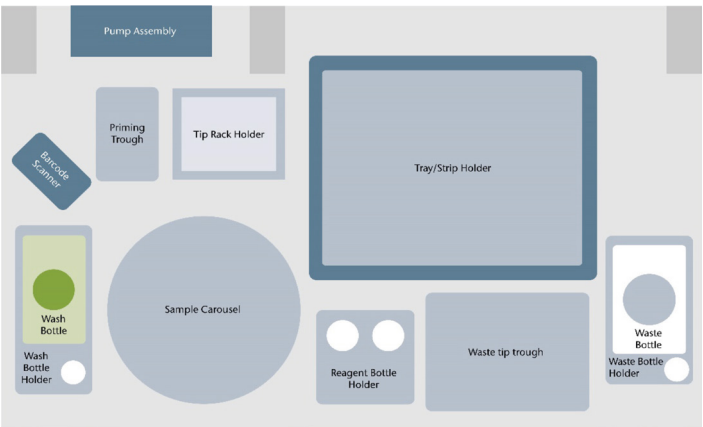 Pump Assembly
Priming
Trough
Tip Rack Holder
Barcode
Scanner
Tray/Strip Holder
Wash
Bottle
Wash
Bottle
Holder
Sample Carousel
Reagent Bottle
Holder
Waste tip trough
Waste
Bottle
Waste Bottle
Holder